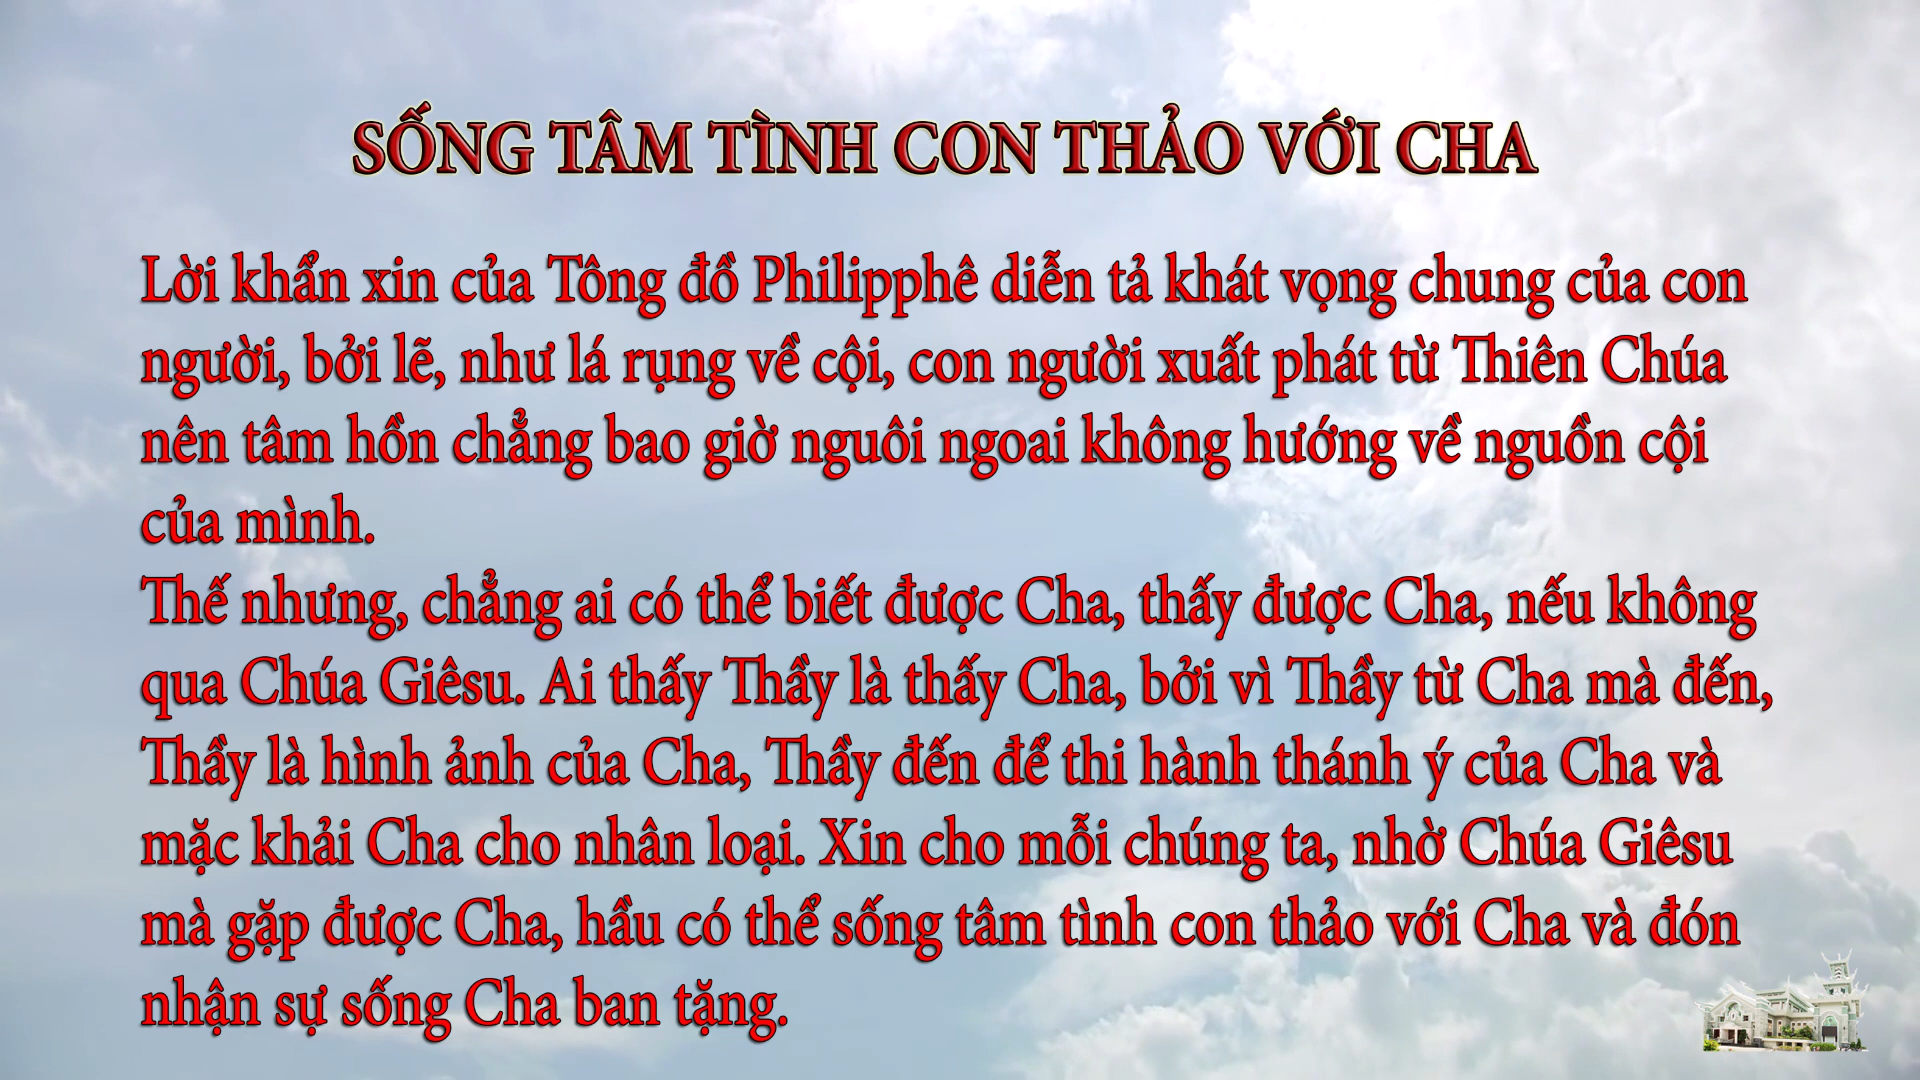 SỐNG TÂM TÌNH CON THẢO VỚI CHA
Lời khẩn xin của Tông đồ Philipphê diễn tả khát vọng chung của con
người, bởi lẽ, như lá rụng về cội, con người xuất phát từ Thiên Chúa
nên tâm hồn chẳng bao giờ nguôi ngoai không hướng về nguồn cội
của mình.
Thế nhưng, chẳng ai có thể biết được Cha, thấy được Cha, nếu không
qua Chúa Giêsu. Ai thấy Thầy là thấy Cha, bởi vì Thầy từ Cha mà đến,
Thầy là hình ảnh của Cha, Thầy đến để thi hành thánh ý của Cha và
mặc khải Cha cho nhân loại. Xin cho mỗi chúng ta, nhờ Chúa Giêsu
mà gặp được Cha, hầu có thể sống tâm tình con thảo với Cha và đón
nhận sự sống Cha ban tặng.